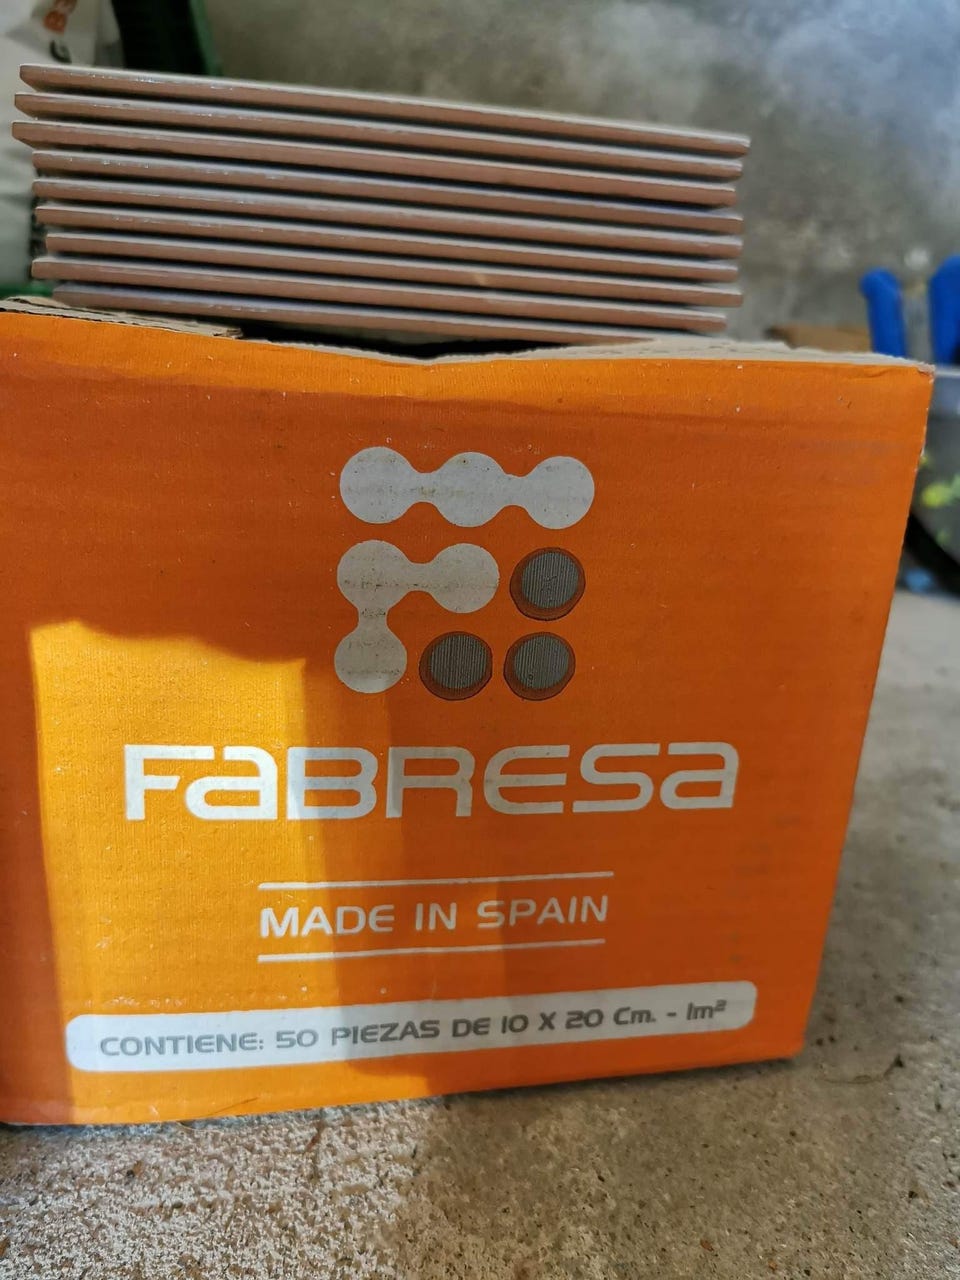 FABRESA
MADE IN SPAIN
CONTIENE: 50 PIEZAS DE 10 X 20 Cm. - 1m²